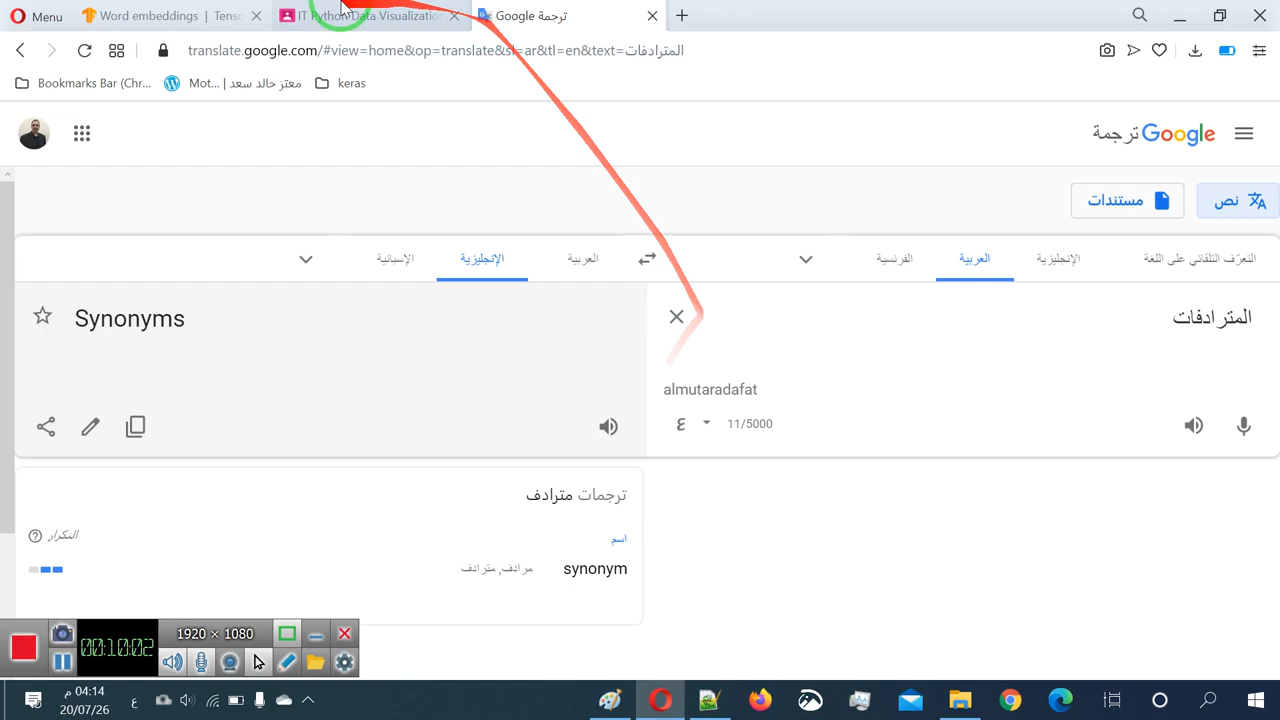 Menu
Word embeddings | Tenso
IT Python Data Visualization
ترجمة Google
translate.google.com/#view=home&op=translate&sl=ar&tl=en&text=المترادفات
Bookmarks Bar (Chr...
Mot... | معتز خالد سعد
keras
ترجمة Google
نص
مستندات
التعرّف التلقائي على اللغة
الإنجليزية
العربية
الفرنسية
العربية
الإنجليزية
الإسبانية
المترادفات
Synonyms
almutaradafat
ع
11/5000
ترجمات مترادف
اسم
التكرار
synonym
مرادف, مترادف
00:10:02
1920 × 1080
04:14 م
ع
20/07/26